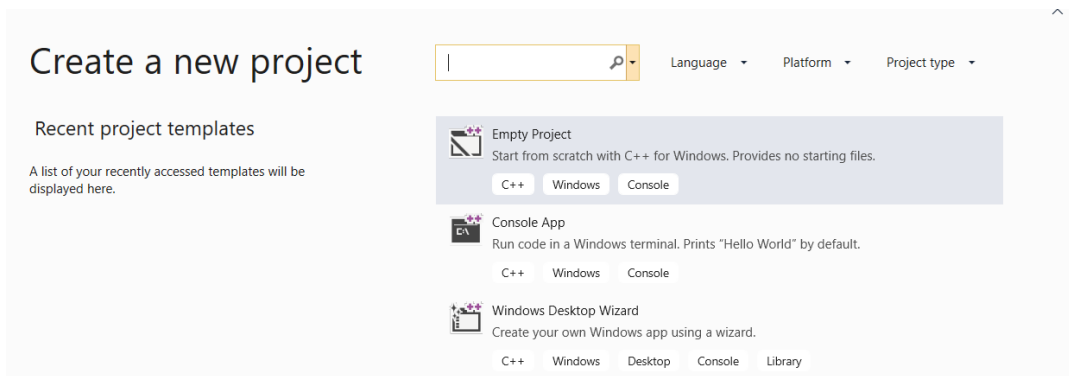 Create a new project
Language
Platform
Project type
Recent project templates
A list of your recently accessed templates will be
displayed here.
Empty Project
Start from scratch with C++ for Windows. Provides no starting files.
C++ Windows Console
Console App
Run code in a Windows terminal. Prints "Hello World" by default.
C++ Windows Console
Windows Desktop Wizard
Create your own Windows app using a wizard.
C++ Windows Desktop Console Library